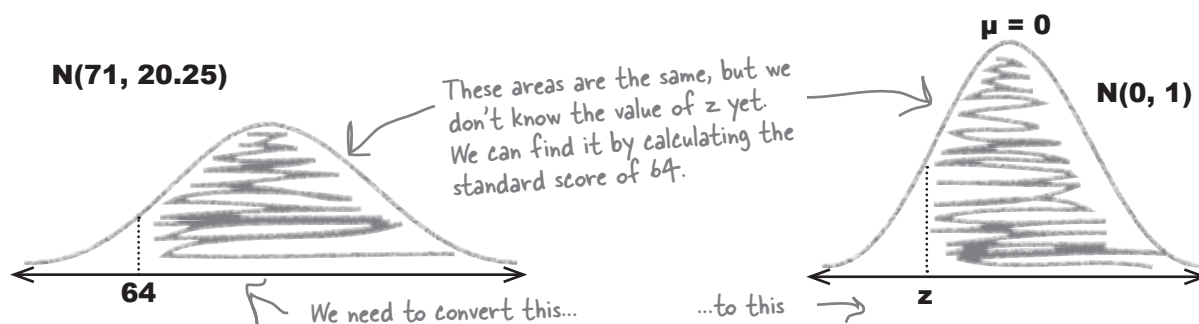 μ = 0
N(71, 20.25)
These areas are the same, but we
don't know the value of z yet.
We can find it by calculating the
standard score of 64.
N(0, 1)
64
z
We need to convert this...
...to this